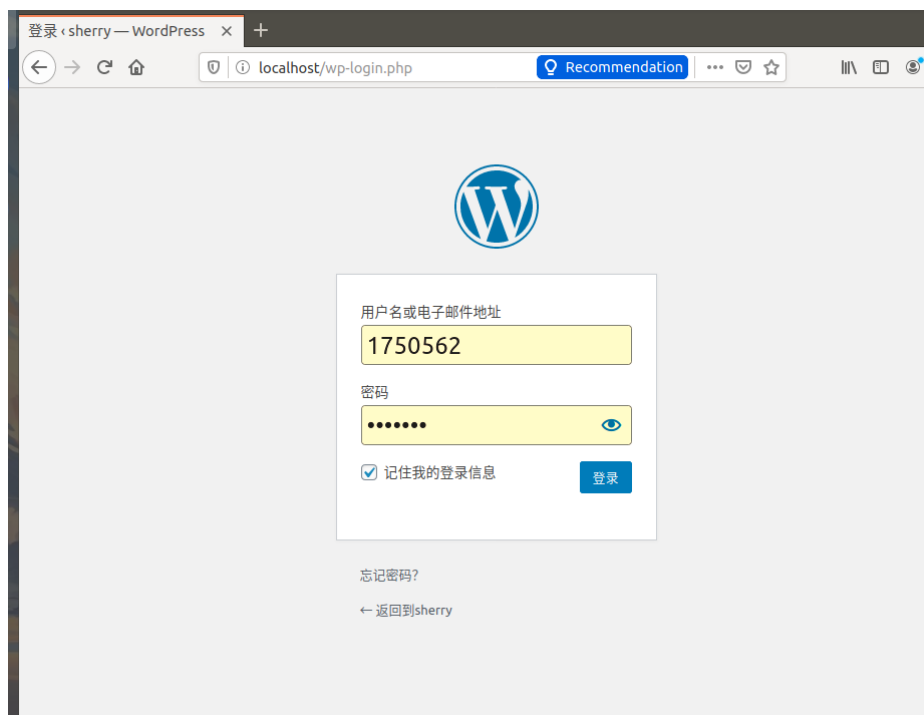 登录 ‹ sherry — WordPress
localhost/wp-login.php Recommendation
用户名或电子邮件地址
1750562
密码
•••••••
记住我的登录信息 登录
忘记密码?
← 返回到sherry